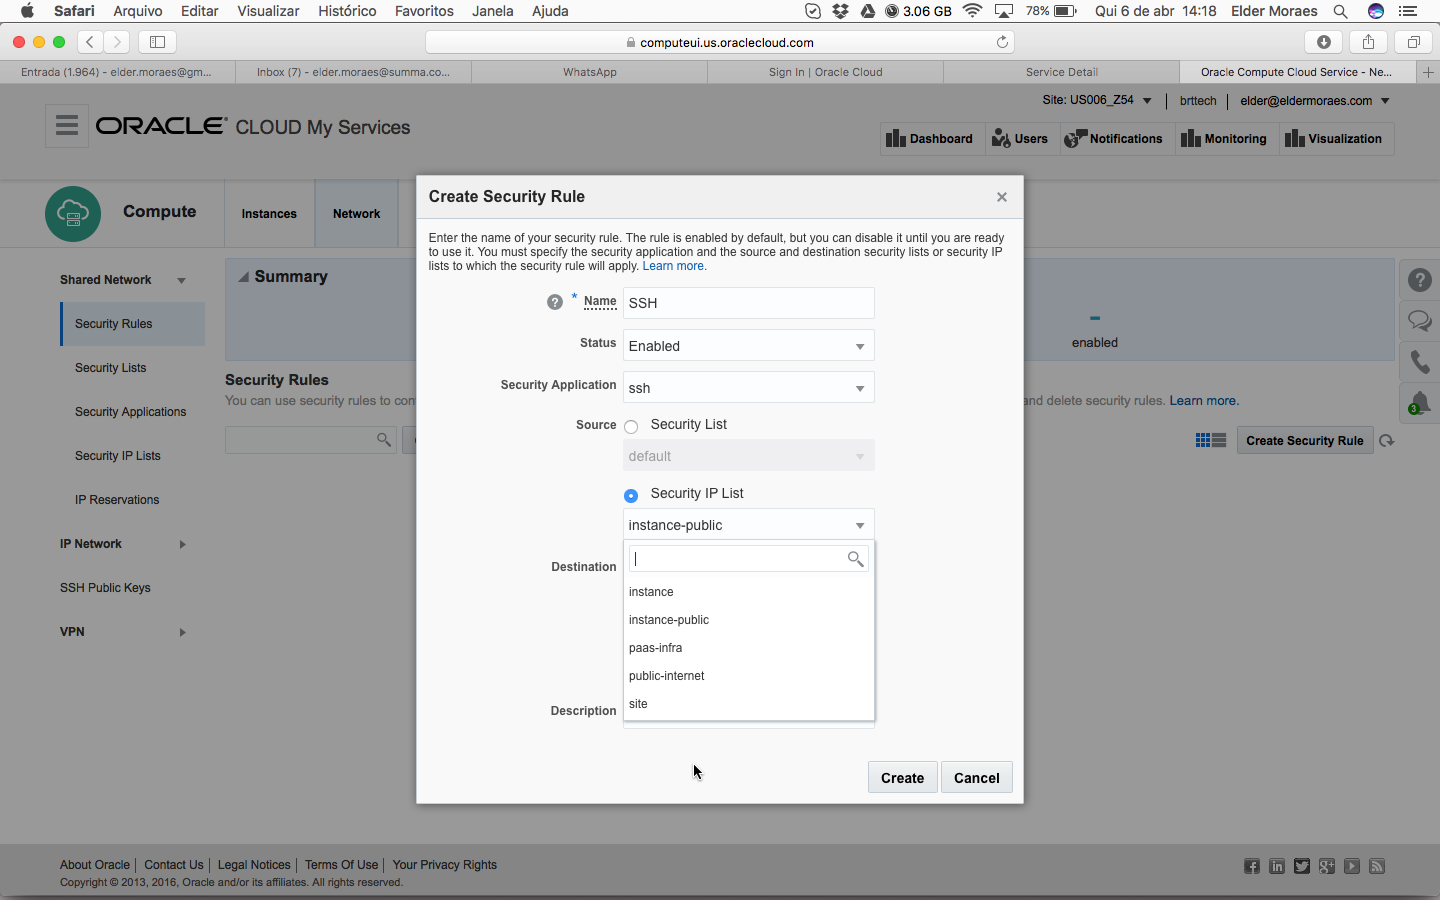 Safari Arquivo Editar Visualizar Histórico Favoritos Janela Ajuda 3.06 GB 78% Qui 6 de abr 14:18 Elder Moraes
computeui.us.oraclecloud.com
Entrada (1.964) - elder.moraes@gm... Inbox (7) - elder.moraes@summa.co... WhatsApp Sign In | Oracle Cloud Service Detail Oracle Compute Cloud Service - Ne...
Site: US006_Z54 brttech elder@eldermoraes.com
ORACLE CLOUD My Services
Dashboard Users Notifications Monitoring Visualization
Compute Instances Network
Create Security Rule
Enter the name of your security rule. The rule is enabled by default, but you can disable it until you are ready
to use it. You must specify the security application and the source and destination security lists or security IP
lists to which the security rule will apply. Learn more.
Shared Network
Security Rules
Security Lists
Security Applications
Security IP Lists
IP Reservations
IP Network
SSH Public Keys
VPN
Summary
enabled
Security Rules
You can use security rules to con nd delete security rules. Learn more.
Create Security Rule
3
* Name SSH
Status Enabled
Security Application ssh
Source Security List
default
Security IP List
instance-public
Destination
instance
instance-public
paas-infra
public-internet
site
Description
Create Cancel
About Oracle | Contact Us | Legal Notices | Terms Of Use | Your Privacy Rights
Copyright © 2013, 2016, Oracle and/or its affiliates. All rights reserved.